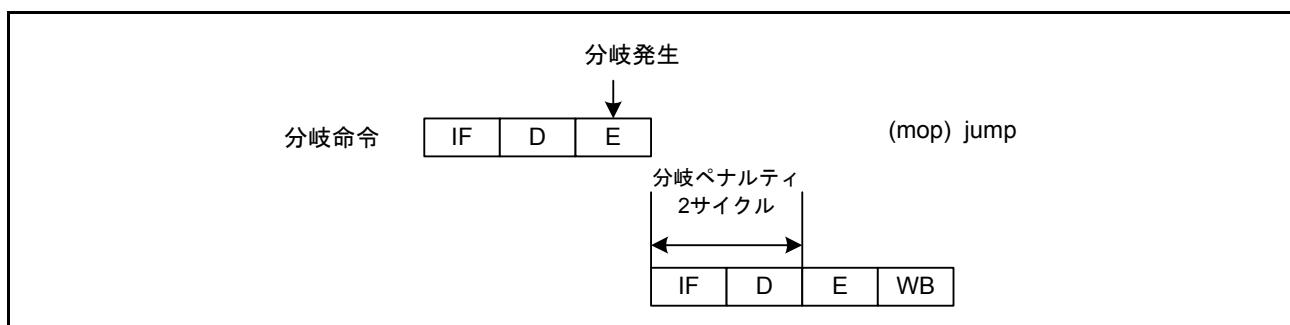 分岐発生
分岐命令 IF D E (mop) jump
分岐ペナルティ
2サイクル
IF D E WB